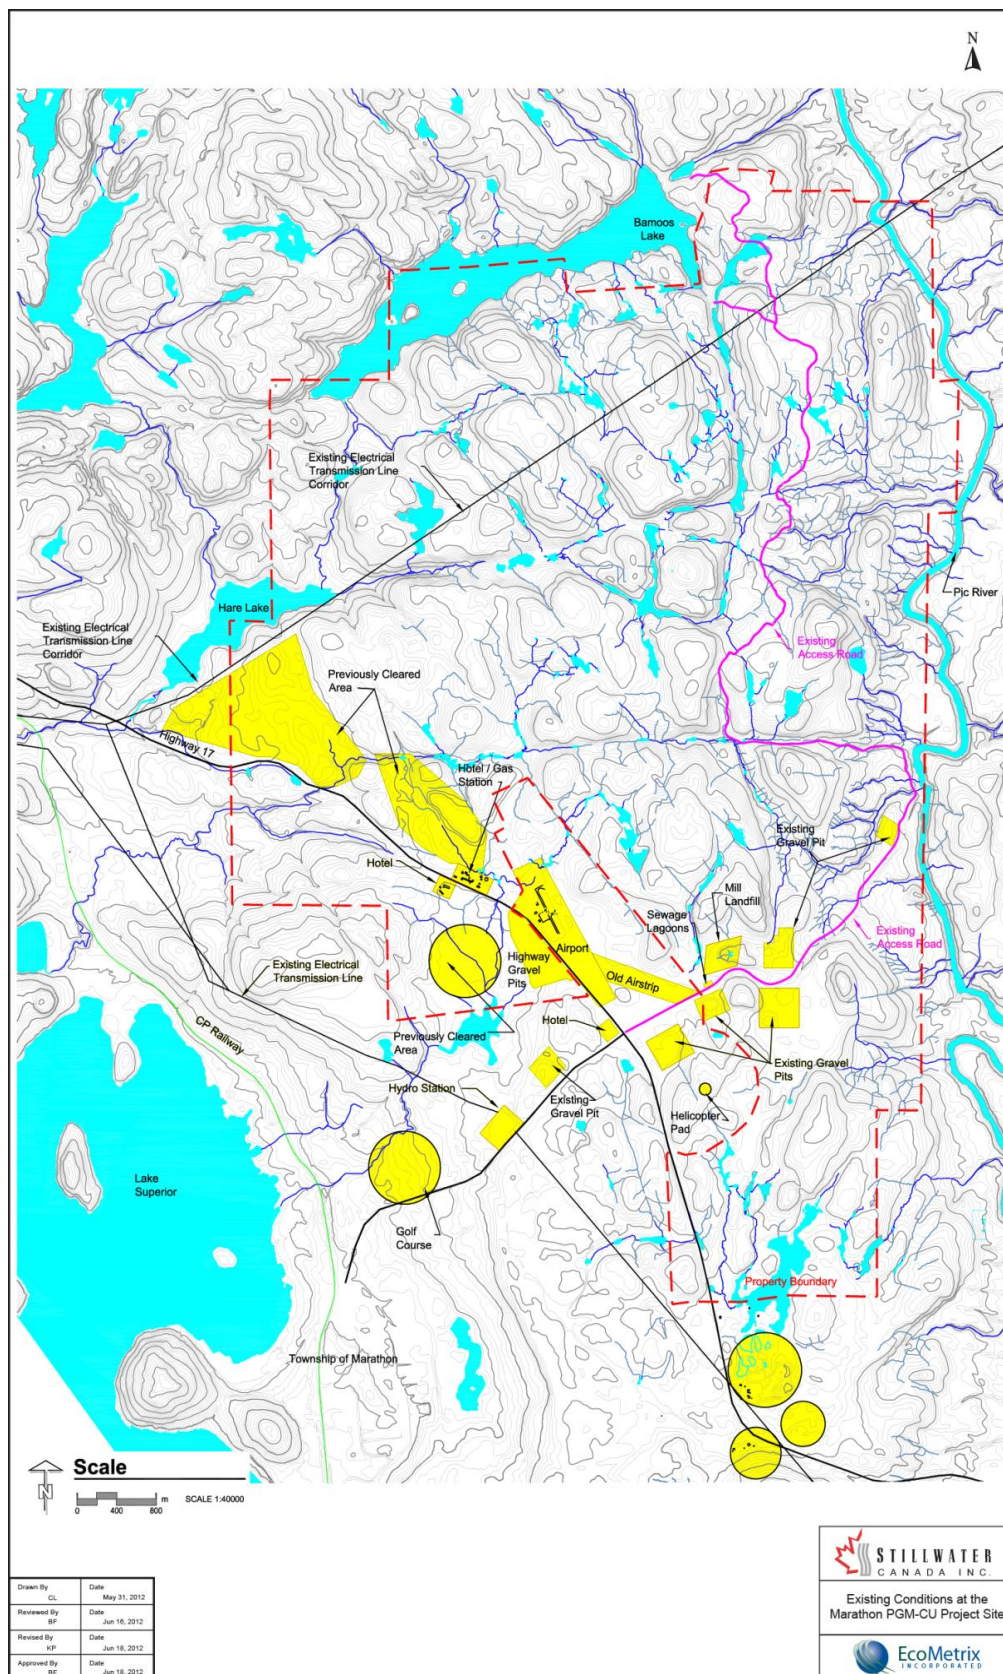 N
Bamoos
Lake
Existing Electrical
Transmission Line
Corridor
Pic River
Hare Lake
Existing Electrical
Transmission Line
Corridor
Existing
Access Road
Previously Cleared
Area
Highway 17
Hotel / Gas
Station
Existing
Gravel Pit
Hotel
Mill
Landfill
Sewage
Lagoons
Existing
Access Road
Airport
Highway
Gravel
Pits
Existing Electrical
Transmission Line
Old Airstrip
CP Railway
Hotel
Previously Cleared
Area
Existing Gravel
Pits
Hydro Station
Existing
Gravel Pit
Helicopter
Pad
Lake
Superior
Golf
Course
Property Boundary
Township of Marathon
N
Scale
0 400 800 m SCALE 1:40000
STILLWATER
CANADA INC.
Existing Conditions at the
Marathon PGM-CU Project Site
EcoMetrix
INCORPORATED
Drawn By Date
CL May 31, 2012
Reviewed By Date
BF Jun 16, 2012
Revised By Date
KP Jun 18, 2012
Approved By Date
BF Jun 18, 2012